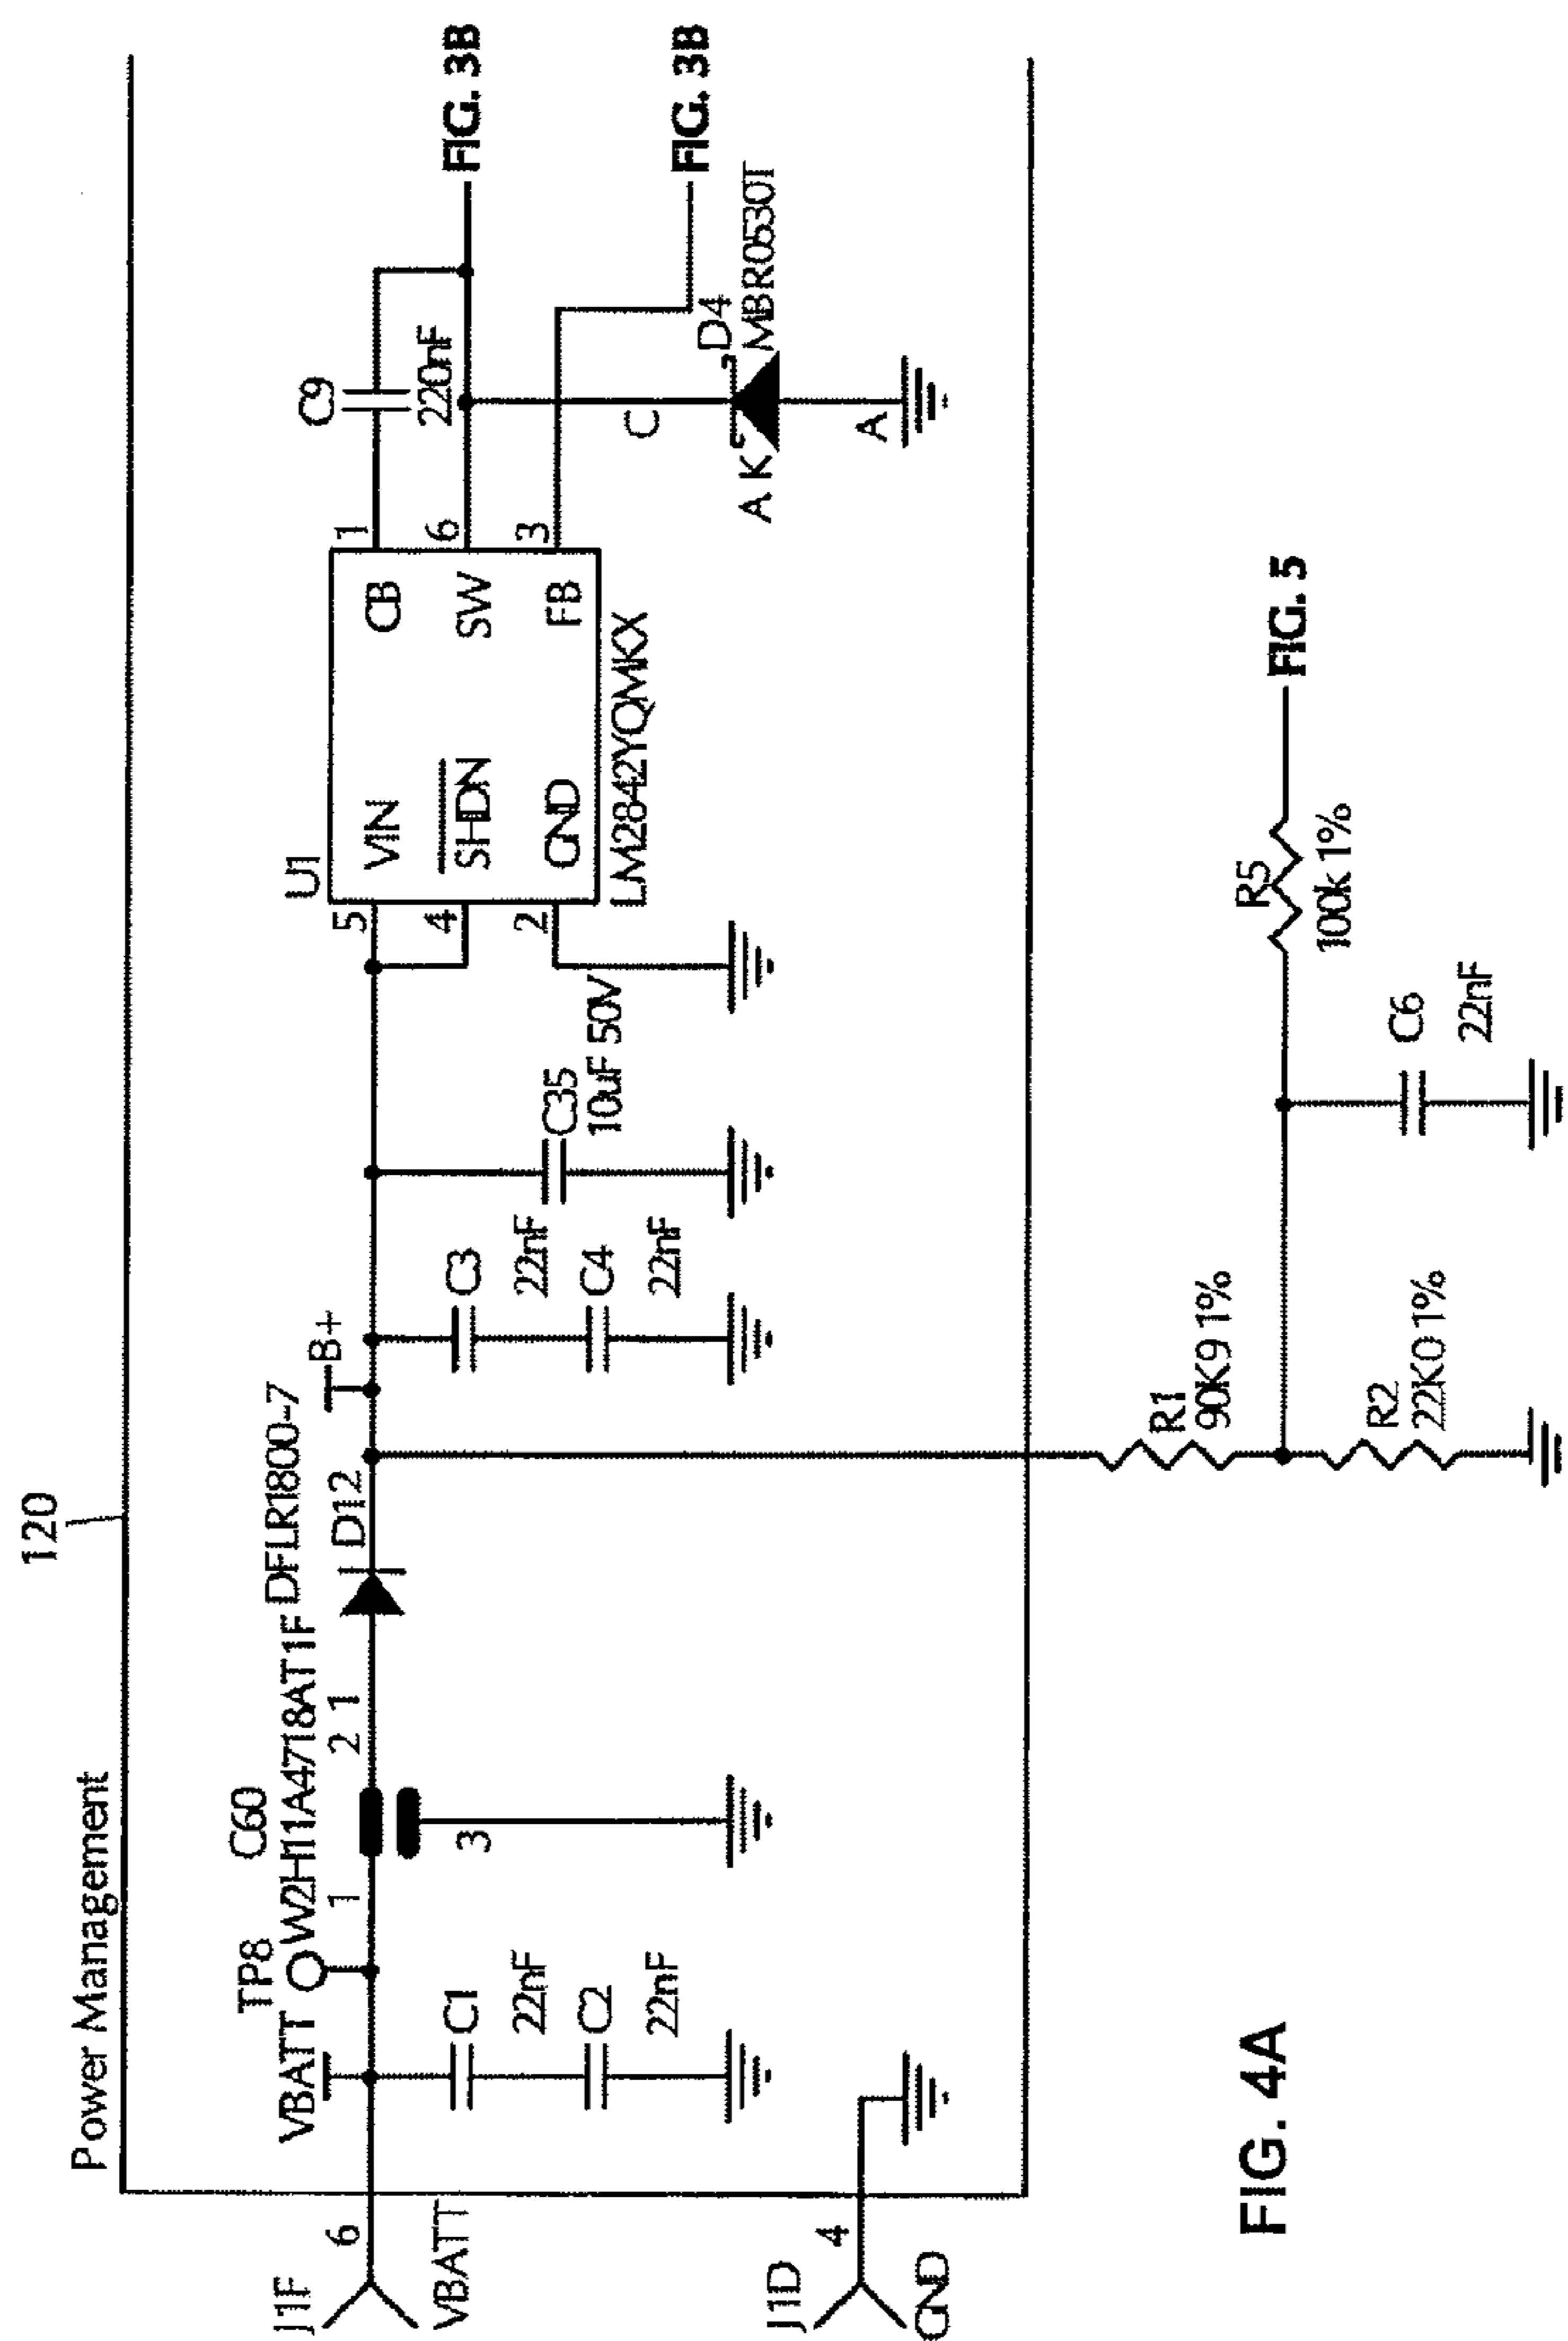 120
Power Management
J1F
6
VBATT
VBATT
TP8
C60
W2H11A4718AT1F
1
2
3
1
DFLR1800-7
D12
B+
C1
22nF
C2
22nF
C3
22nF
C4
22nF
C35
10uF 50V
U1
5
VIN
4
SHDN
2
GND
CB
1
SW
6
FB
3
LM2842YQMKX
C9
220nF
FIG. 3B
FIG. 3B
C
D4
MBR0530T
A K
A
J1D
4
GND
R1
90K9 1%
R2
22K0 1%
R5
100k 1%
C6
22nF
FIG. 5
FIG. 4A